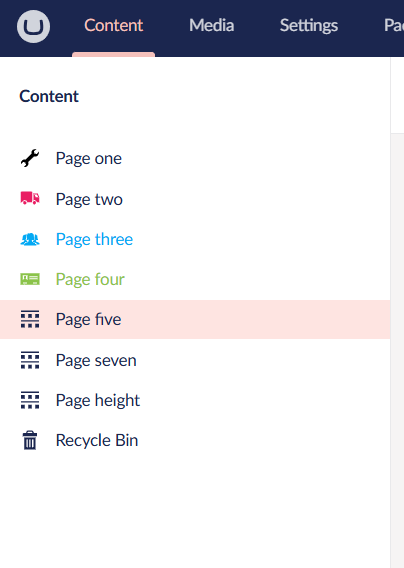 Content Media Settings
Content
Page one
Page two
Page three
Page four
Page five
Page seven
Page height
Recycle Bin